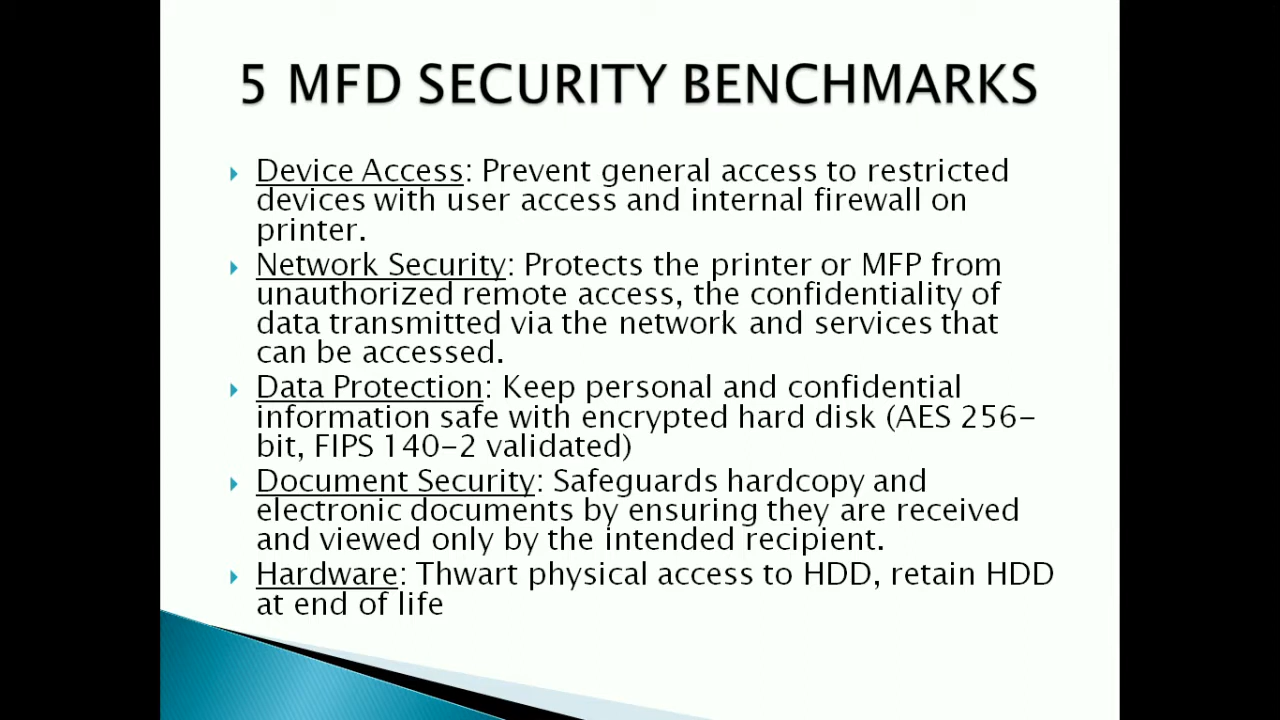 5 MFD SECURITY BENCHMARKS
Device Access: Prevent general access to restricted
devices with user access and internal firewall on
printer.
Network Security: Protects the printer or MFP from
unauthorized remote access, the confidentiality of
data transmitted via the network and services that
can be accessed.
Data Protection: Keep personal and confidential
information safe with encrypted hard disk (AES 256-
bit, FIPS 140-2 validated)
Document Security: Safeguards hardcopy and
electronic documents by ensuring they are received
and viewed only by the intended recipient.
Hardware: Thwart physical access to HDD, retain HDD
at end of life